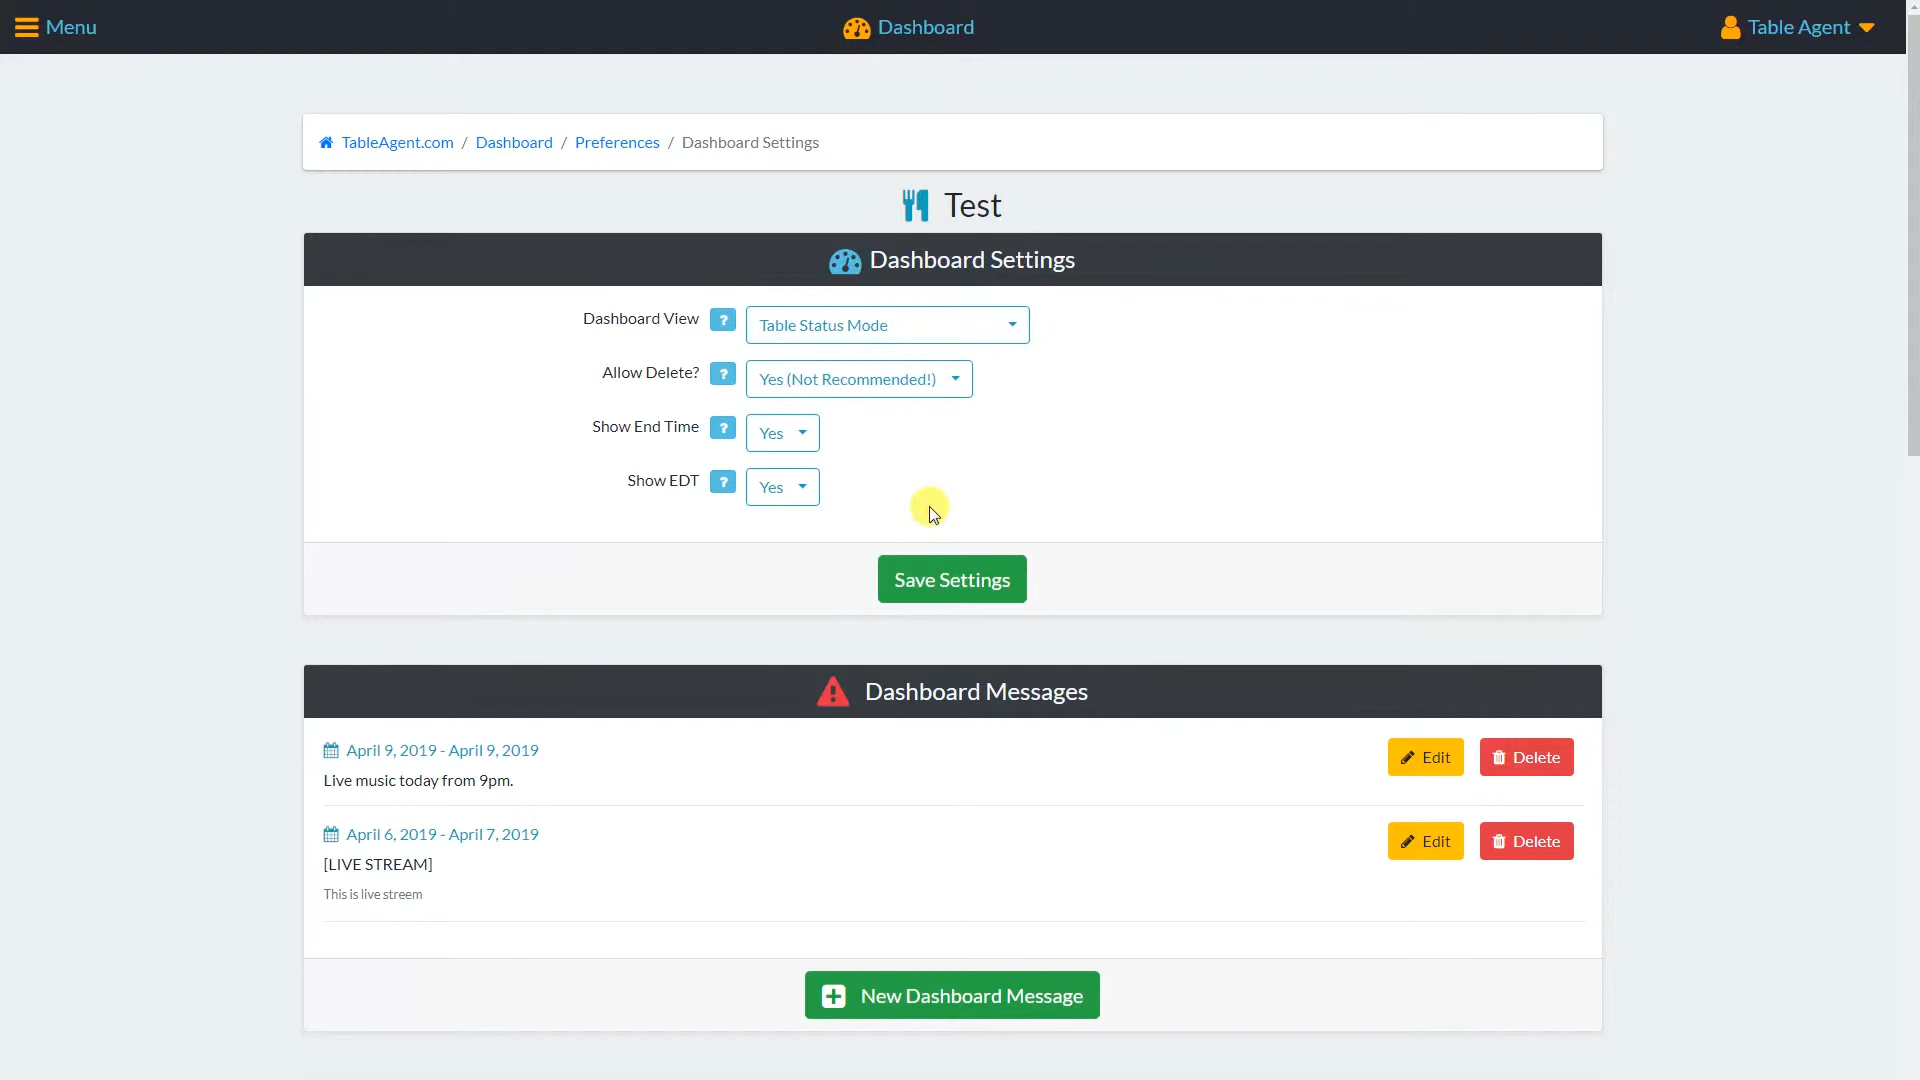 Menu
Dashboard
Table Agent
TableAgent.com / Dashboard / Preferences / Dashboard Settings
Test
Dashboard Settings
Dashboard View ? Table Status Mode
Allow Delete? ? Yes (Not Recommended!)
Show End Time ? Yes
Show EDT ? Yes
Save Settings
Dashboard Messages
April 9, 2019 - April 9, 2019
Live music today from 9pm.
Edit
Delete
April 6, 2019 - April 7, 2019
[LIVE STREAM]
This is live streem
Edit
Delete
New Dashboard Message